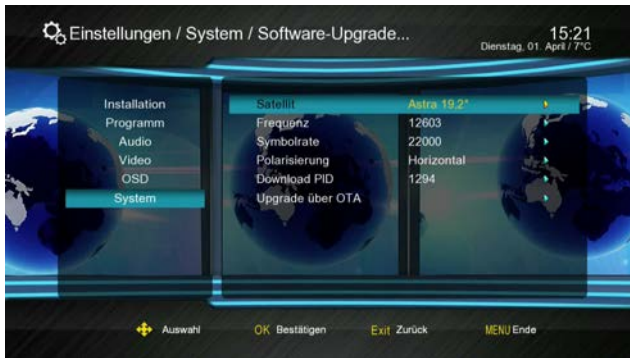 Einstellungen / System / Software-Upgrade...
15:21
Dienstag, 01. April / 7°C
Installation
Programm
Audio
Video
OSD
System
Satellit Astra 19.2°
Frequenz 12603
Symbolrate 22000
Polarisierung Horizontal
Download PID 1294
Upgrade über OTA
Auswahl OK Bestätigen Exit Zurück MENU Ende